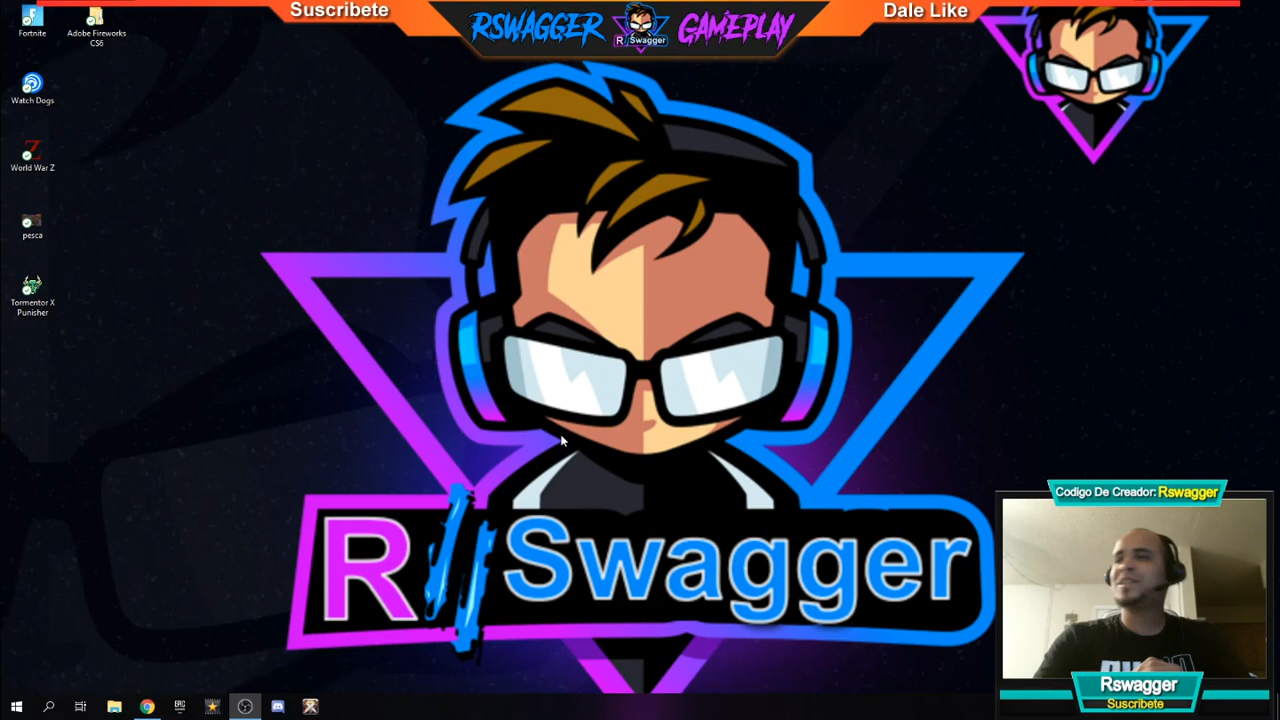 Suscribete
RSWAGGER
R Swagger
GAMEPLAY
Dale Like
Fortnite
Adobe Fireworks
CS6
Watch Dogs
World War Z
pesca
Tormentor X
Punisher
R Swagger
Codigo De Creador: Rswagger
Rswagger
Suscribete
EPIC